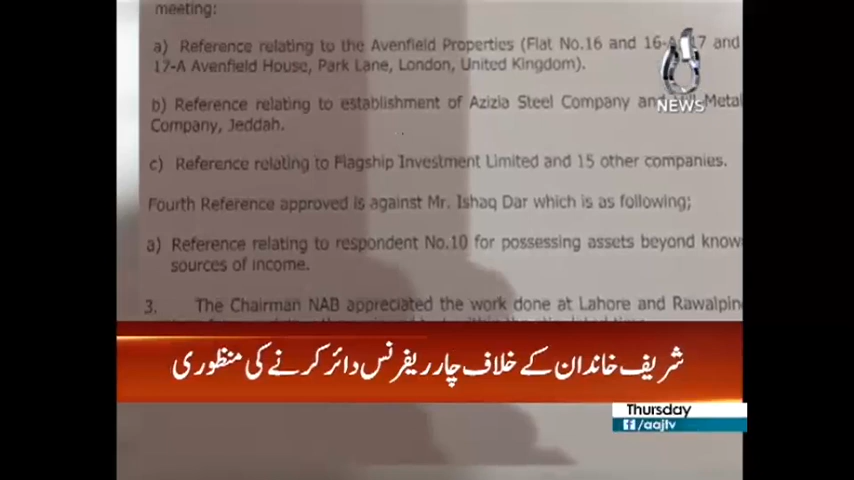 meeting:
a) Reference relating to the Avenfield Properties (Flat No.16 and 16-A 17 and
17-A Avenfield House, Park Lane, London, United Kingdom).
NEWS
b) Reference relating to establishment of Azizia Steel Company and Hill Metal
Company, Jeddah.
c) Reference relating to Flagship Investment Limited and 15 other companies.
Fourth Reference approved is against Mr. Ishaq Dar which is as following;
a) Reference relating to respondent No.10 for possessing assets beyond know
sources of income.
3. The Chairman NAB appreciated the work done at Lahore and Rawalpin
شریف خاندان کے خلاف چار ریفرنس دائر کرنے کی منظوری
Thursday
f/aajtv